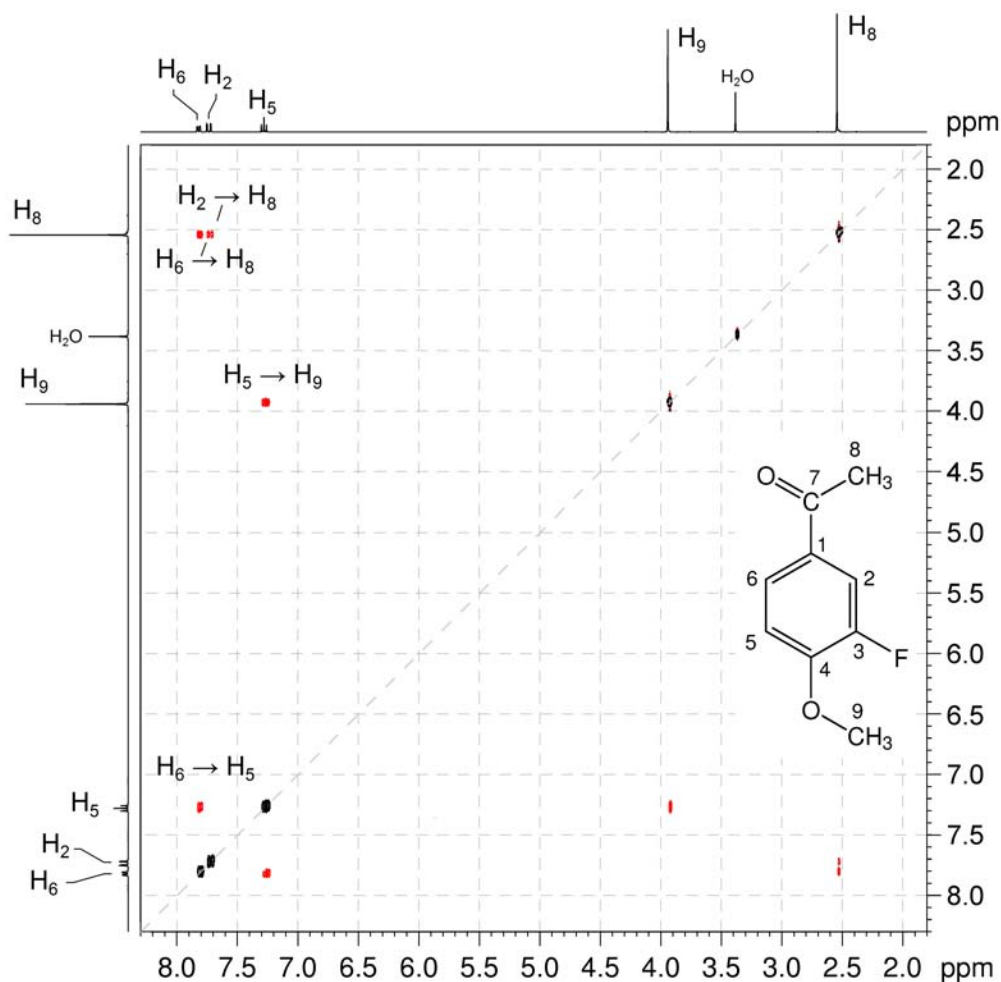 H₉
H₈
H₆
H₂
H₂O
H₅
ppm
2.0
H₂ → H₈
H₈
2.5
H₆ → H₈
3.0
H₂O
3.5
H₅ → H₉
H₉
4.0
8
4.5
O
7
CH₃
C
5.0
1
6
2
5.5
5
3
F
6.0
4
O
9
6.5
CH₃
H₆ → H₅
7.0
H₅
7.5
H₂
H₆
8.0
8.0 7.5 7.0 6.5 6.0 5.5 5.0 4.5 4.0 3.5 3.0 2.5 2.0 ppm